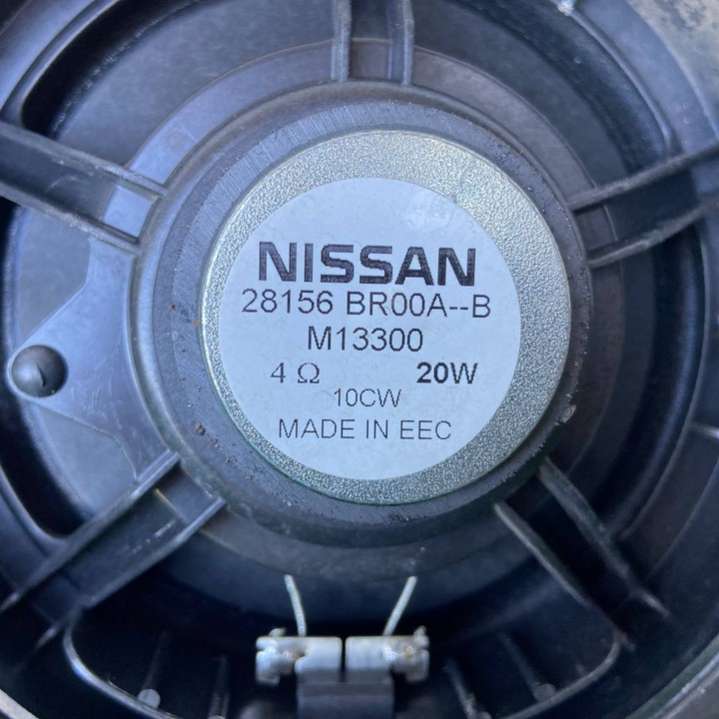 NISSAN
28156 BR00A--B
M13300
4 Ω 20W
10CW
MADE IN EEC